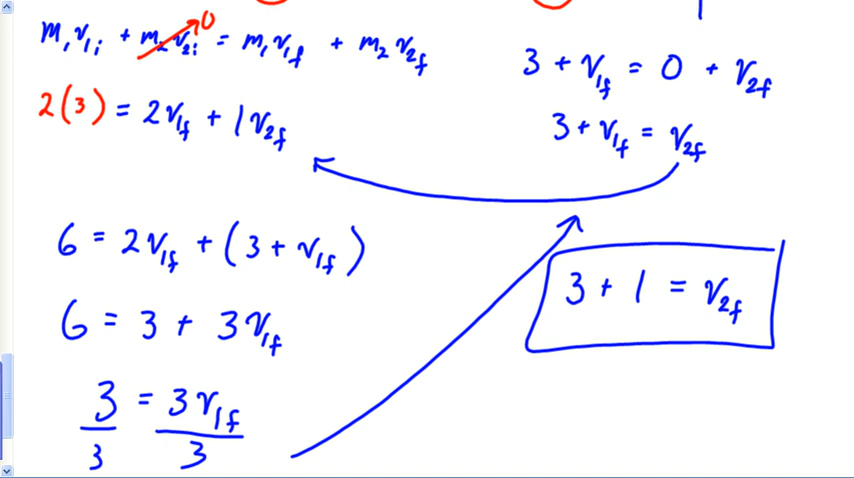 m₁v₁ᵢ + m₂v₂ᵢ 0 = m₁v₁f + m₂v₂f
2(3) = 2v₁f + 1v₂f
6 = 2v₁f + (3 + v₁f)
6 = 3 + 3v₁f
3/3 = 3v₁f/3
3 + v₁f = 0 + v₂f
3 + v₁f = v₂f
3 + 1 = v₂f